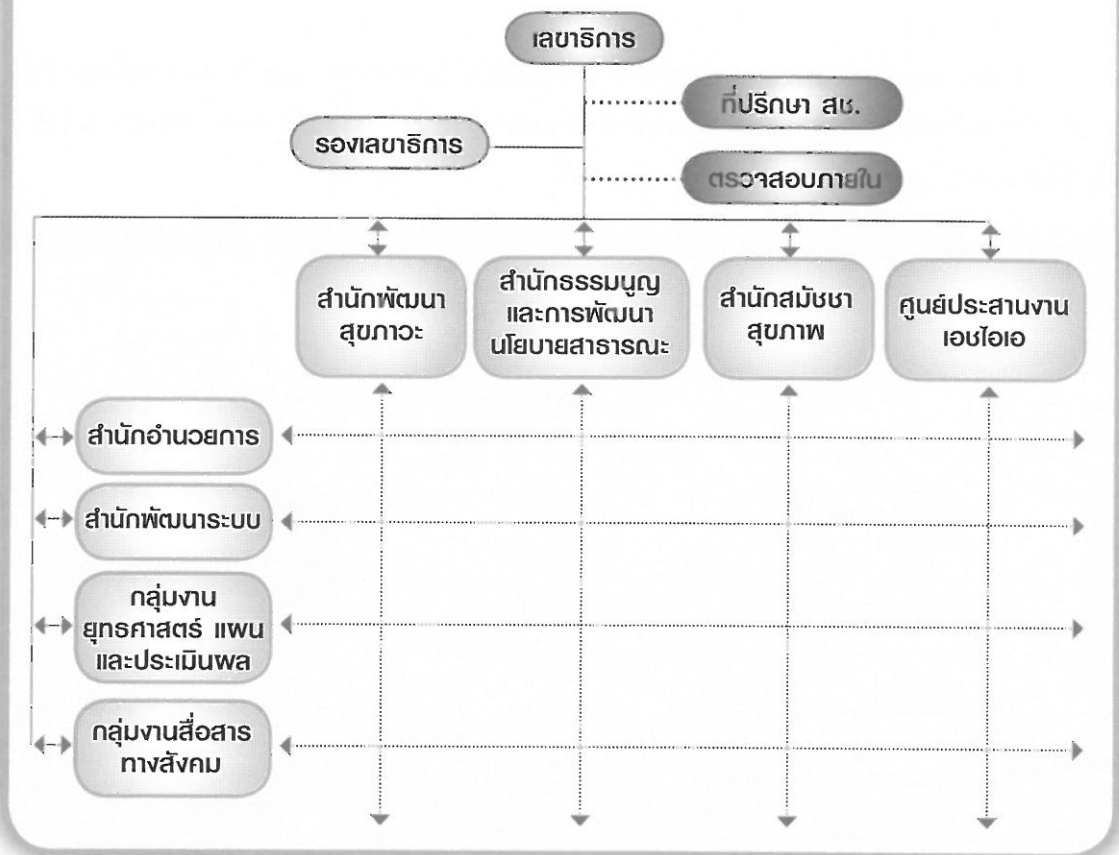 เลขาธิการ
ที่ปรึกษา สช.
รองเลขาธิการ
ตรวจสอบภายใน
สำนักพัฒนา
สุขภาวะ
สำนักธรรมนูญ
และการพัฒนา
นโยบายสาธารณะ
สำนักสมัชชา
สุขภาพ
ศูนย์ประสานงาน
เอชไอเอ
สำนักอำนวยการ
สำนักพัฒนาระบบ
กลุ่มงาน
ยุทธศาสตร์ แผน
และประเมินผล
กลุ่มงานสื่อสาร
ทางสังคม